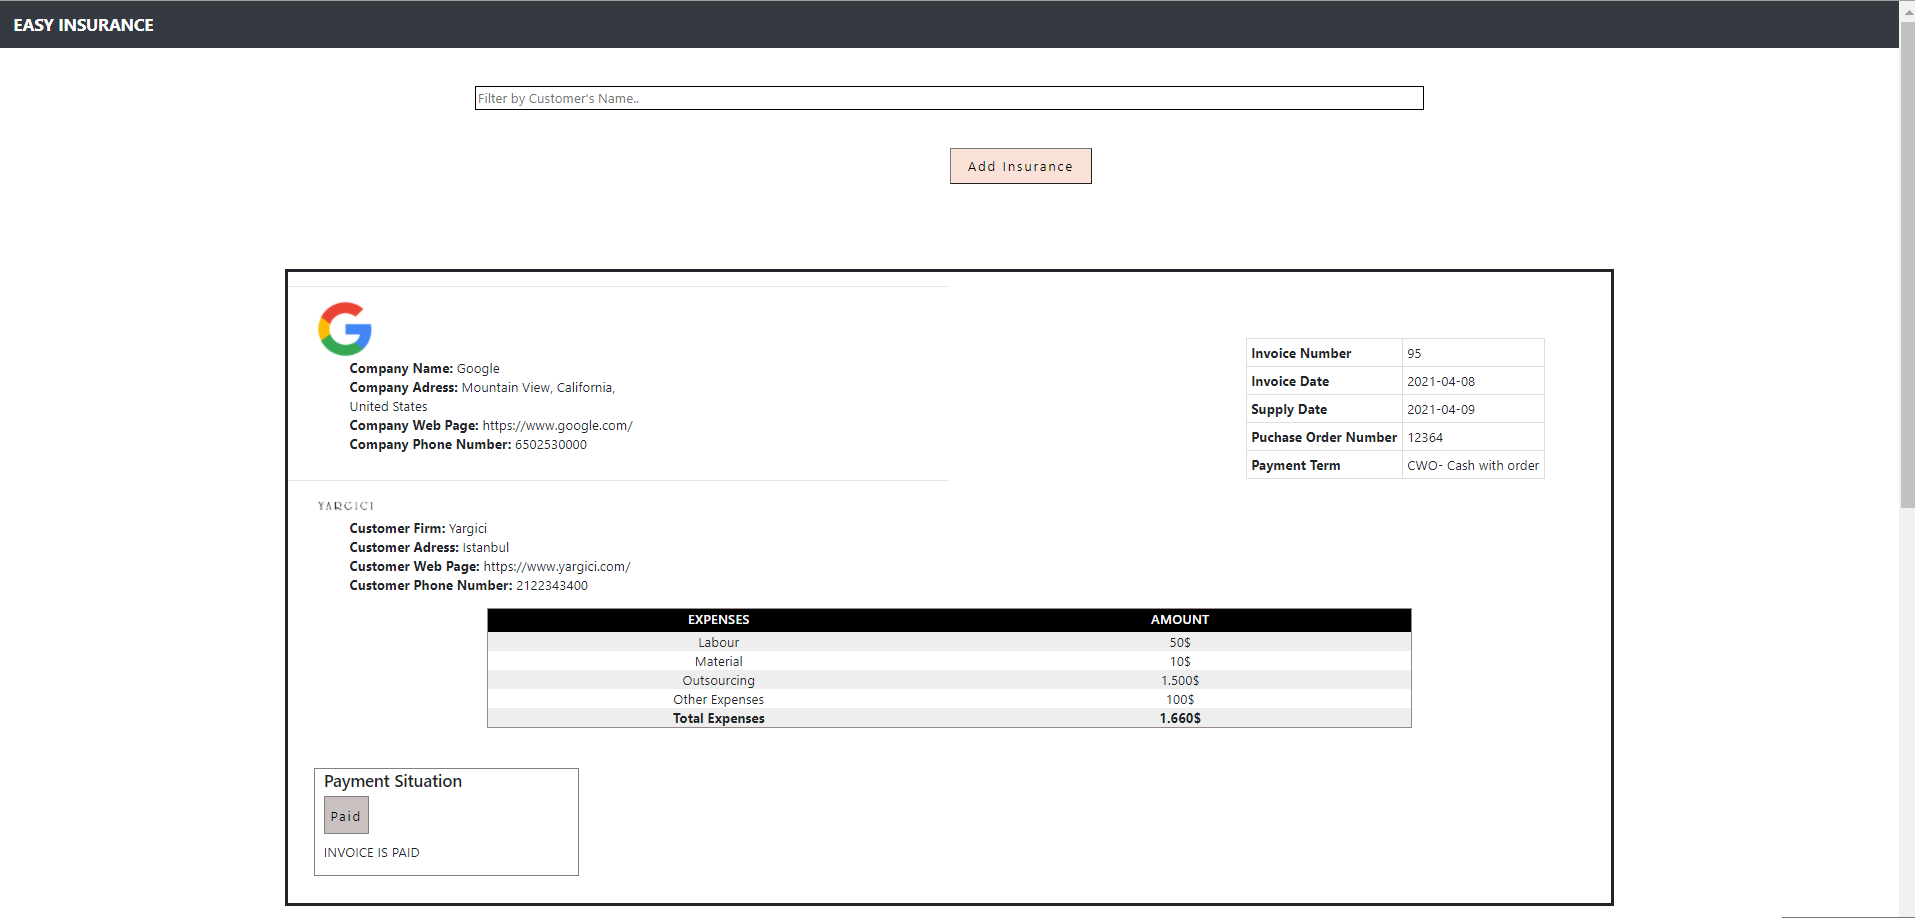 EASY INSURANCE
Filter by Customer's Name..
Add Insurance
Company Name: Google
Company Adress: Mountain View, California,
United States
Company Web Page: https://www.google.com/
Company Phone Number: 6502530000
Invoice Number 95
Invoice Date 2021-04-08
Supply Date 2021-04-09
Puchase Order Number 12364
Payment Term CWO- Cash with order
YARGICI
Customer Firm: Yargici
Customer Adress: Istanbul
Customer Web Page: https://www.yargici.com/
Customer Phone Number: 2122343400
EXPENSES AMOUNT
Labour 50$
Material 10$
Outsourcing 1.500$
Other Expenses 100$
Total Expenses 1.660$
Payment Situation
Paid
INVOICE IS PAID